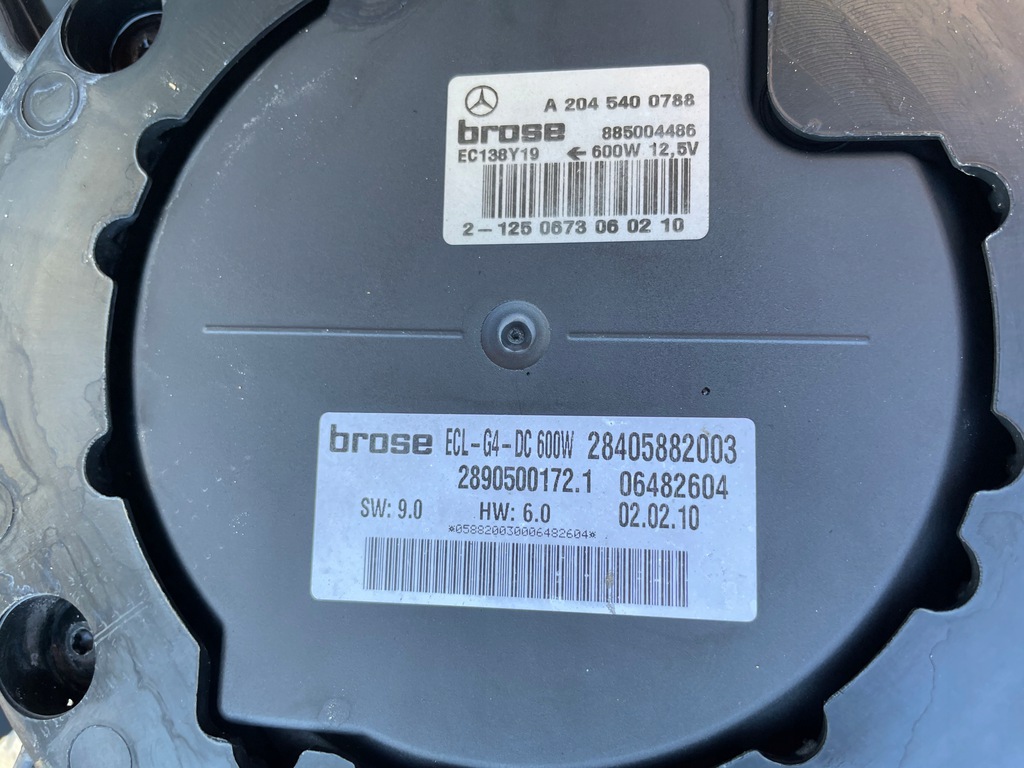 A 204 540 0788
brose 885004486
EC138Y19 ← 600W 12,5V
2-125 0673 06 02 10
brose ECL-G4-DC 600W 28405882003
2890500172.1 06482604
SW: 9.0 HW: 6.0 02.02.10
*058820030006482604*